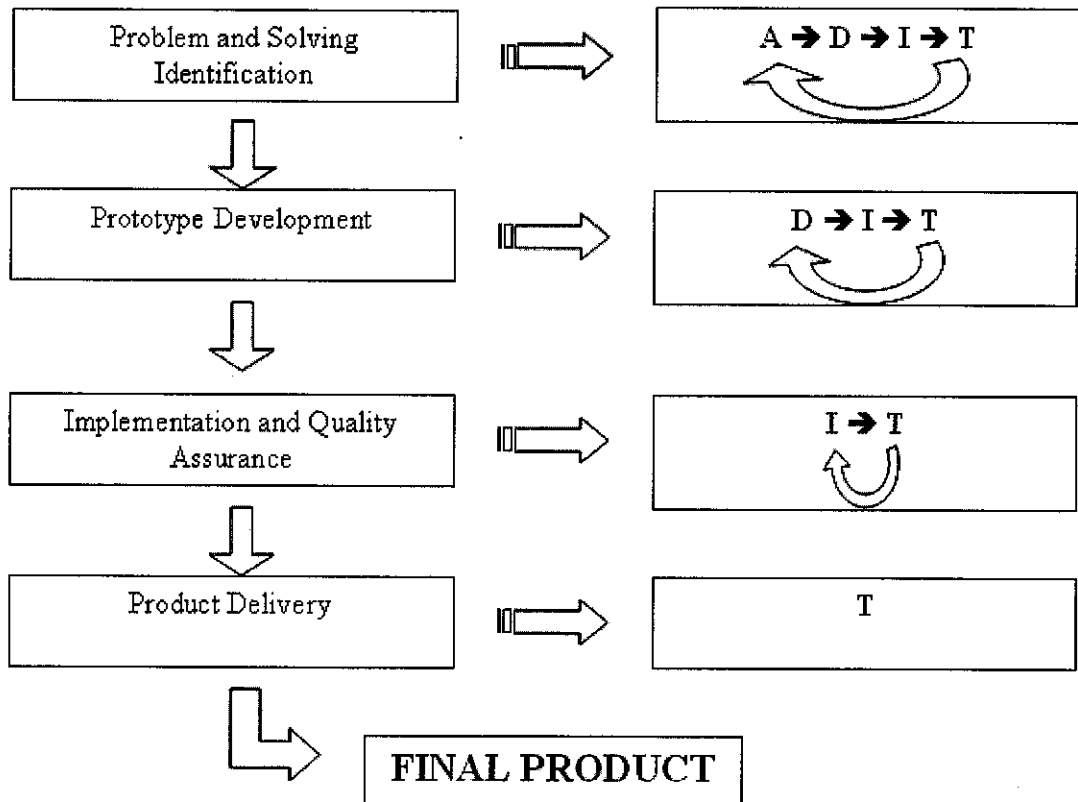 Problem and Solving
Identification
A ➔ D ➔ I ➔ T
Prototype Development
D ➔ I ➔ T
Implementation and Quality
Assurance
I ➔ T
Product Delivery
T
FINAL PRODUCT